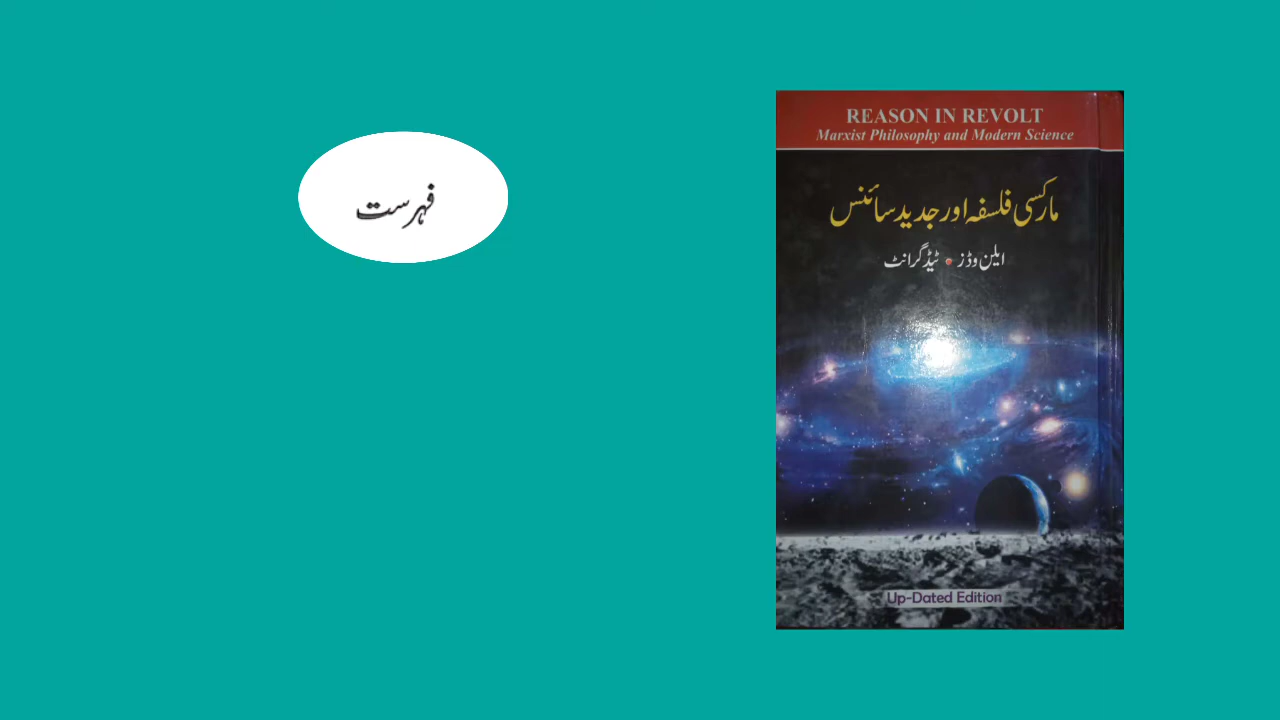 فہرست
REASON IN REVOLT
Marxist Philosophy and Modern Science
مارکسی فلسفہ اور جدید سائنس
ایلن وڈز • ٹیڈ گرانٹ
Up-Dated Edition